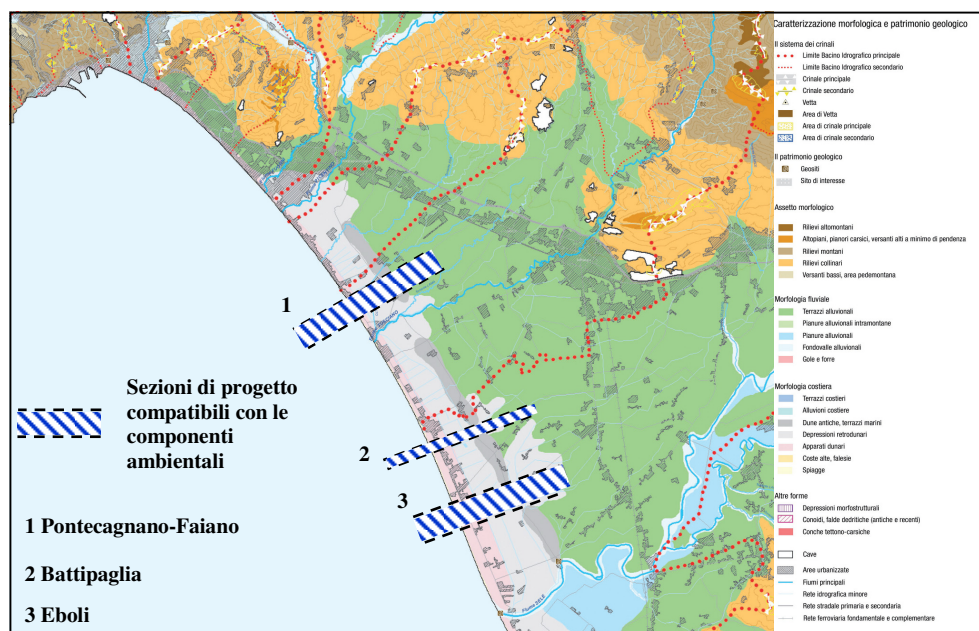 1
2
3
Sezioni di progetto
compatibili con le
componenti
ambientali
1 Pontecagnano-Faiano
2 Battipaglia
3 Eboli
Fiume SELE
Caratterizzazione morfologica e patrimonio geologico
Il sistema dei crinali
Limite Bacino Idrografico principale
Limite Bacino Idrografico secondario
Crinale principale
Crinale secondario
Vetta
Area di Vetta
Area di crinale principale
Area di crinale secondario
Il patrimonio geologico
Geositi
Sito di interesse
Assetto morfologico
Rilievi altomontani
Altopiani, pianori carsici, versanti alti a minimo di pendenza
Rilievi montani
Rilievi collinari
Versanti bassi, area pedemontana
Morfologia fluviale
Terrazzi alluvionali
Pianure alluvionali intramontane
Pianure alluvionali
Fondovalle alluvionali
Gole e forre
Morfologia costiera
Terrazzi costieri
Alluvioni costiere
Dune antiche, terrazzi marini
Depressioni retrodunari
Apparati dunari
Coste alte, falesie
Spiagge
Altre forme
Depressioni morfostrutturali
Conoidi, falde dedritiche (antiche e recenti)
Conche tettono-carsiche
Cave
Aree urbanizzate
Fiumi principali
Rete idrografica minore
Rete stradale primaria e secondaria
Rete ferroviaria fondamentale e complementare